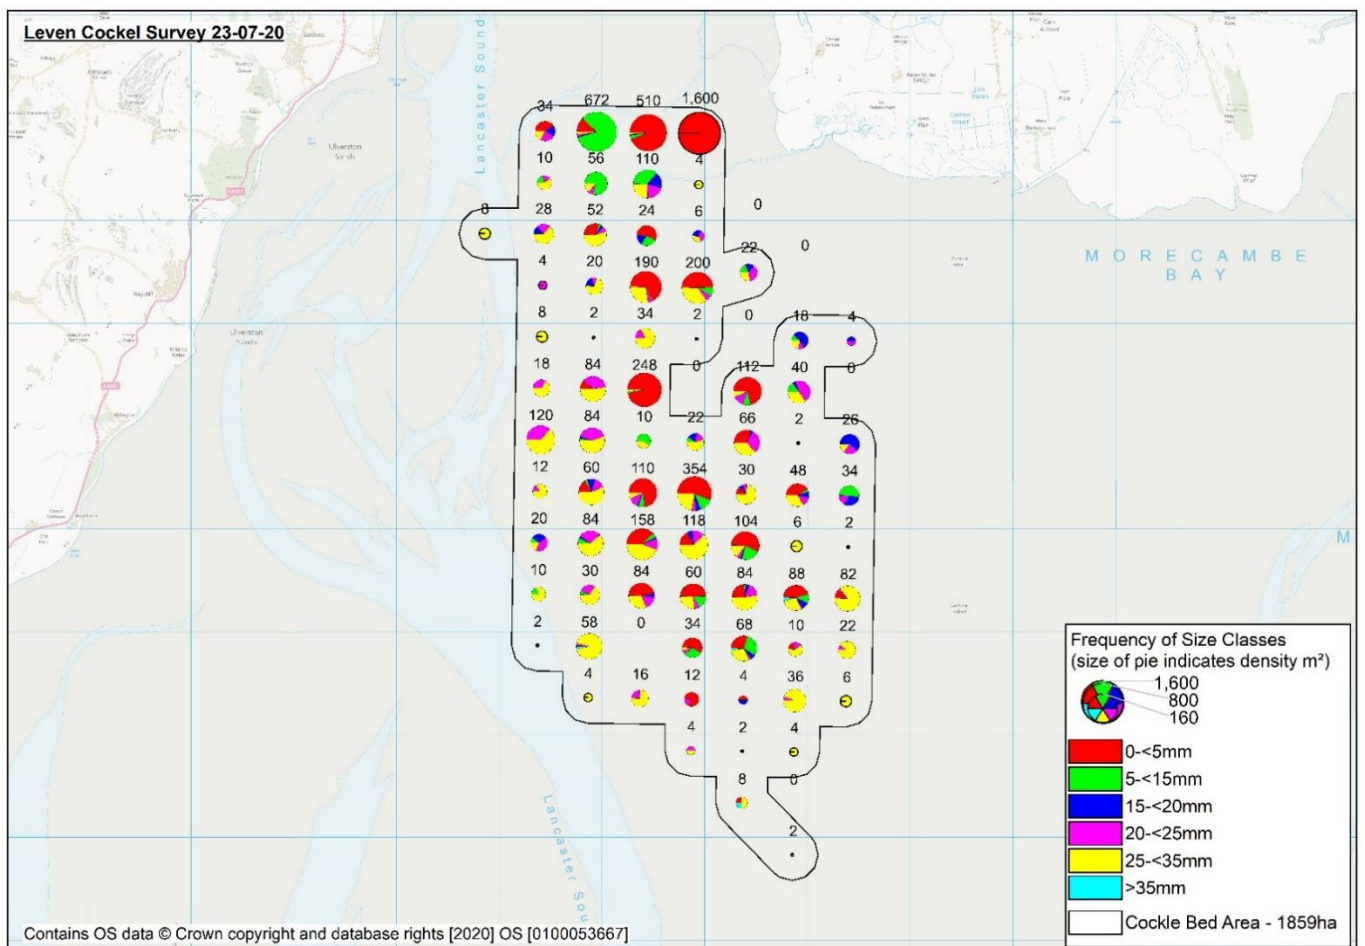 Leven Cockel Survey 23-07-20
Lancaster Sound
Ulverston
Sands
34 672 510 1,600
10 56 110 4
8 28 52 24 6 0
4 20 190 200 22 0
8 2 34 2 0 18 4
18 84 248 0 112 40 0
120 84 10 22 66 2 26
12 60 110 354 30 48 34
20 84 158 118 104 6 2
10 30 84 60 84 88 82
2 58 0 34 68 10 22
4 16 12 4 36 6
4 2 4
8 0
2
MORECAMBE
BAY
Ulverston
Sands
M
Lancaster Sou
Frequency of Size Classes
(size of pie indicates density m²)
1,600
800
160
0-<5mm
5-<15mm
15-<20mm
20-<25mm
25-<35mm
>35mm
Cockle Bed Area - 1859ha
Contains OS data © Crown copyright and database rights [2020] OS [0100053667]